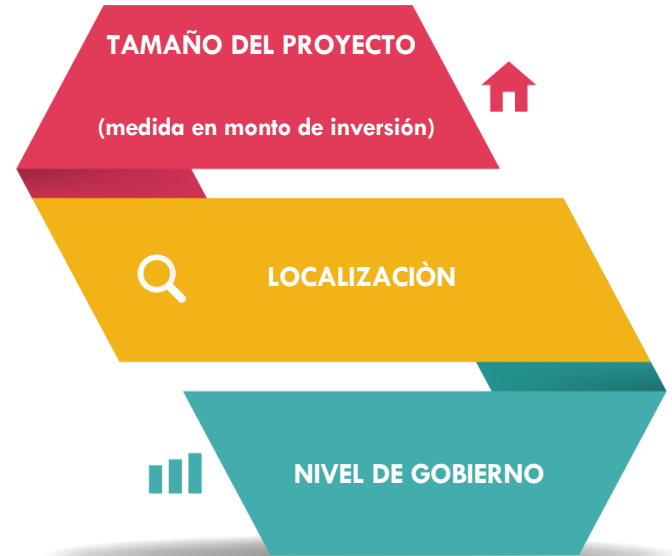 TAMAÑO DEL PROYECTO
(medida en monto de inversión)
LOCALIZACIÒN
NIVEL DE GOBIERNO